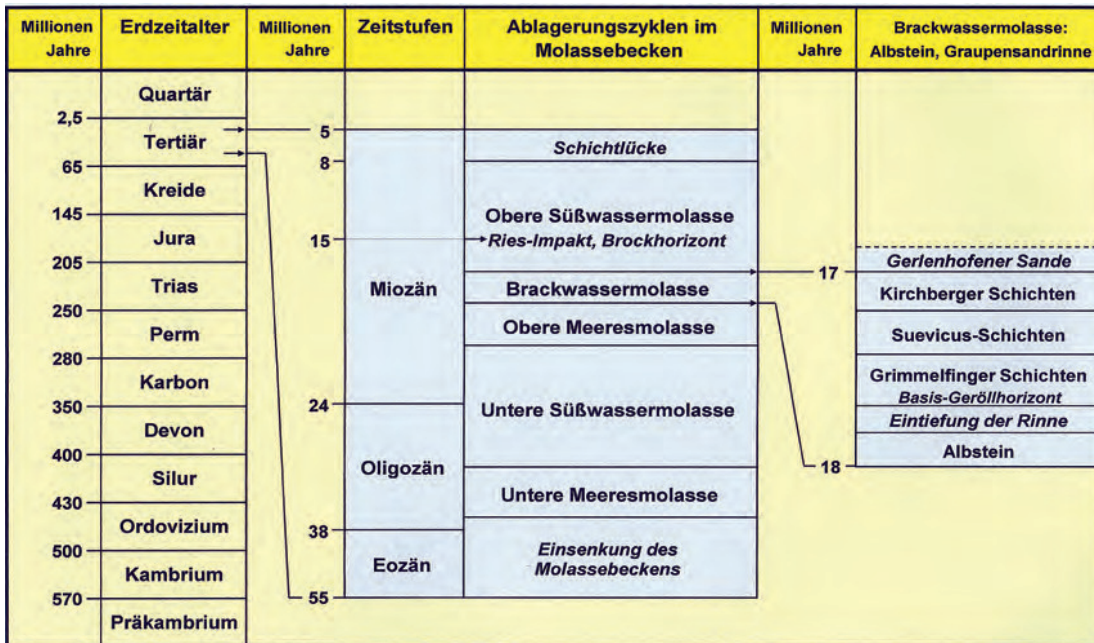 Millionen
Jahre
Erdzeitalter
Millionen
Jahre
Zeitstufen
Ablagerungszyklen im
Molassebecken
Millionen
Jahre
Brackwassermolasse:
Albstein, Graupensandrinne
Quartär
2,5
Tertiär
65
Kreide
145
Jura
205
Trias
250
Perm
280
Karbon
350
Devon
400
Silur
430
Ordovizium
500
Kambrium
570
Präkambrium
5
8
15
24
38
55
Miozän
Oligozän
Eozän
Schichtlücke
Obere Süßwassermolasse
Ries-Impakt, Brockhorizont
Brackwassermolasse
Obere Meeresmolasse
Untere Süßwassermolasse
Untere Meeresmolasse
Einsenkung des
Molassebeckens
17
18
Gerlenhofener Sande
Kirchberger Schichten
Suevicus-Schichten
Grimmelfinger Schichten
Basis-Geröllhorizont
Eintiefung der Rinne
Albstein